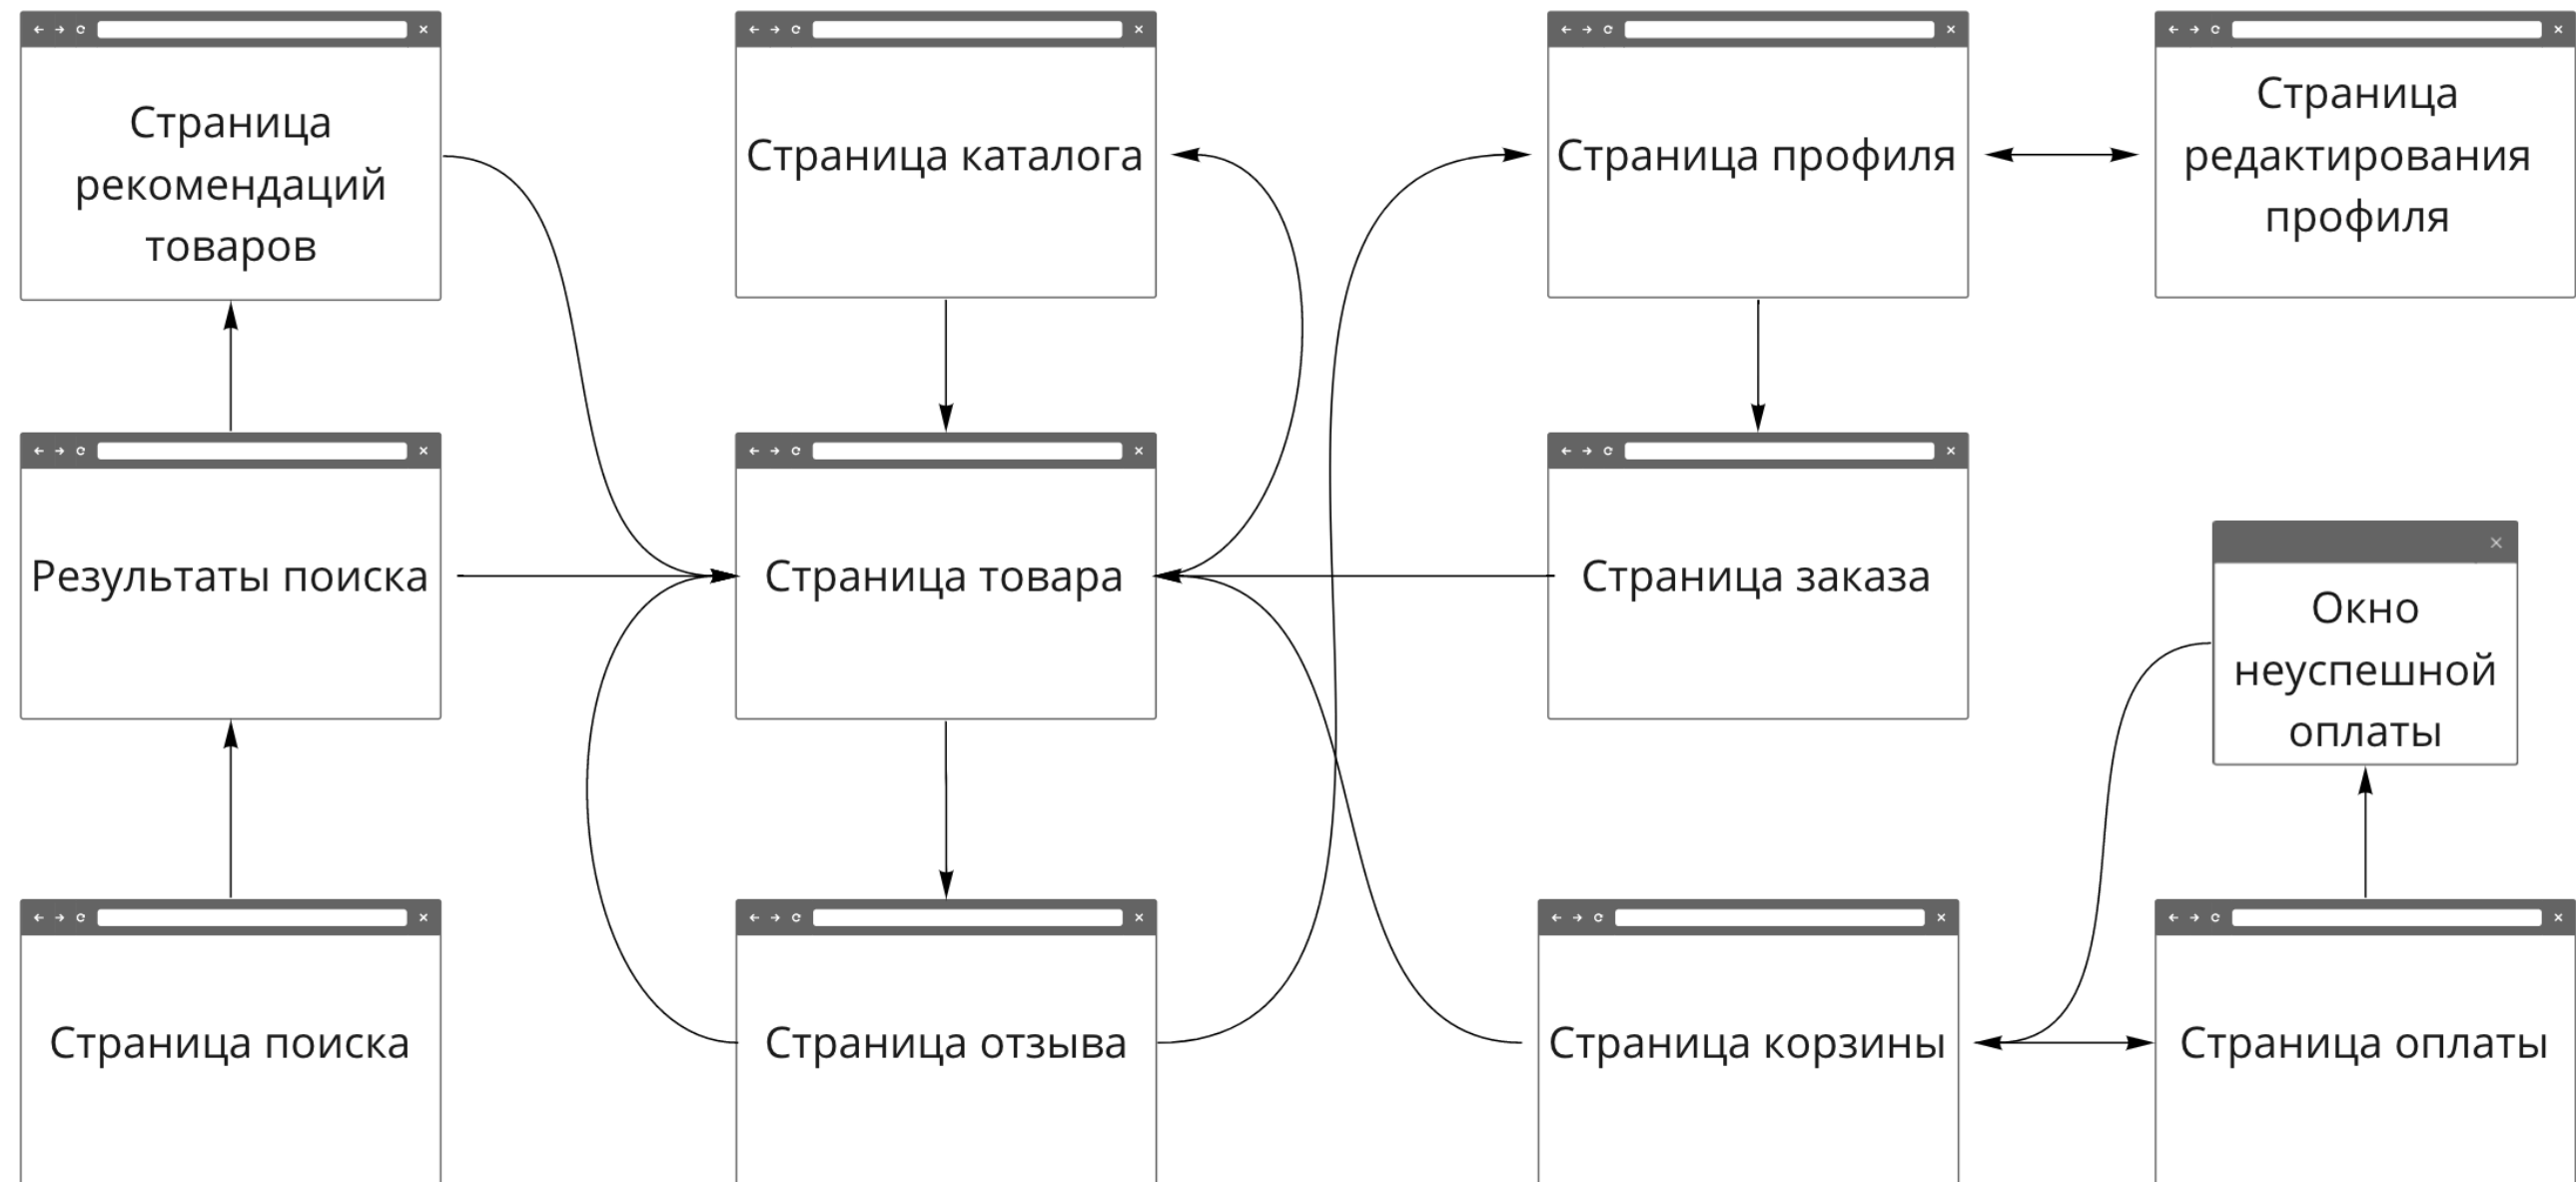 Страница
рекомендаций
товаров
Страница каталога
Страница профиля
Страница
редактирования
профиля
Результаты поиска
Страница товара
Страница заказа
Окно
неуспешной
оплаты
Страница поиска
Страница отзыва
Страница корзины
Страница оплаты